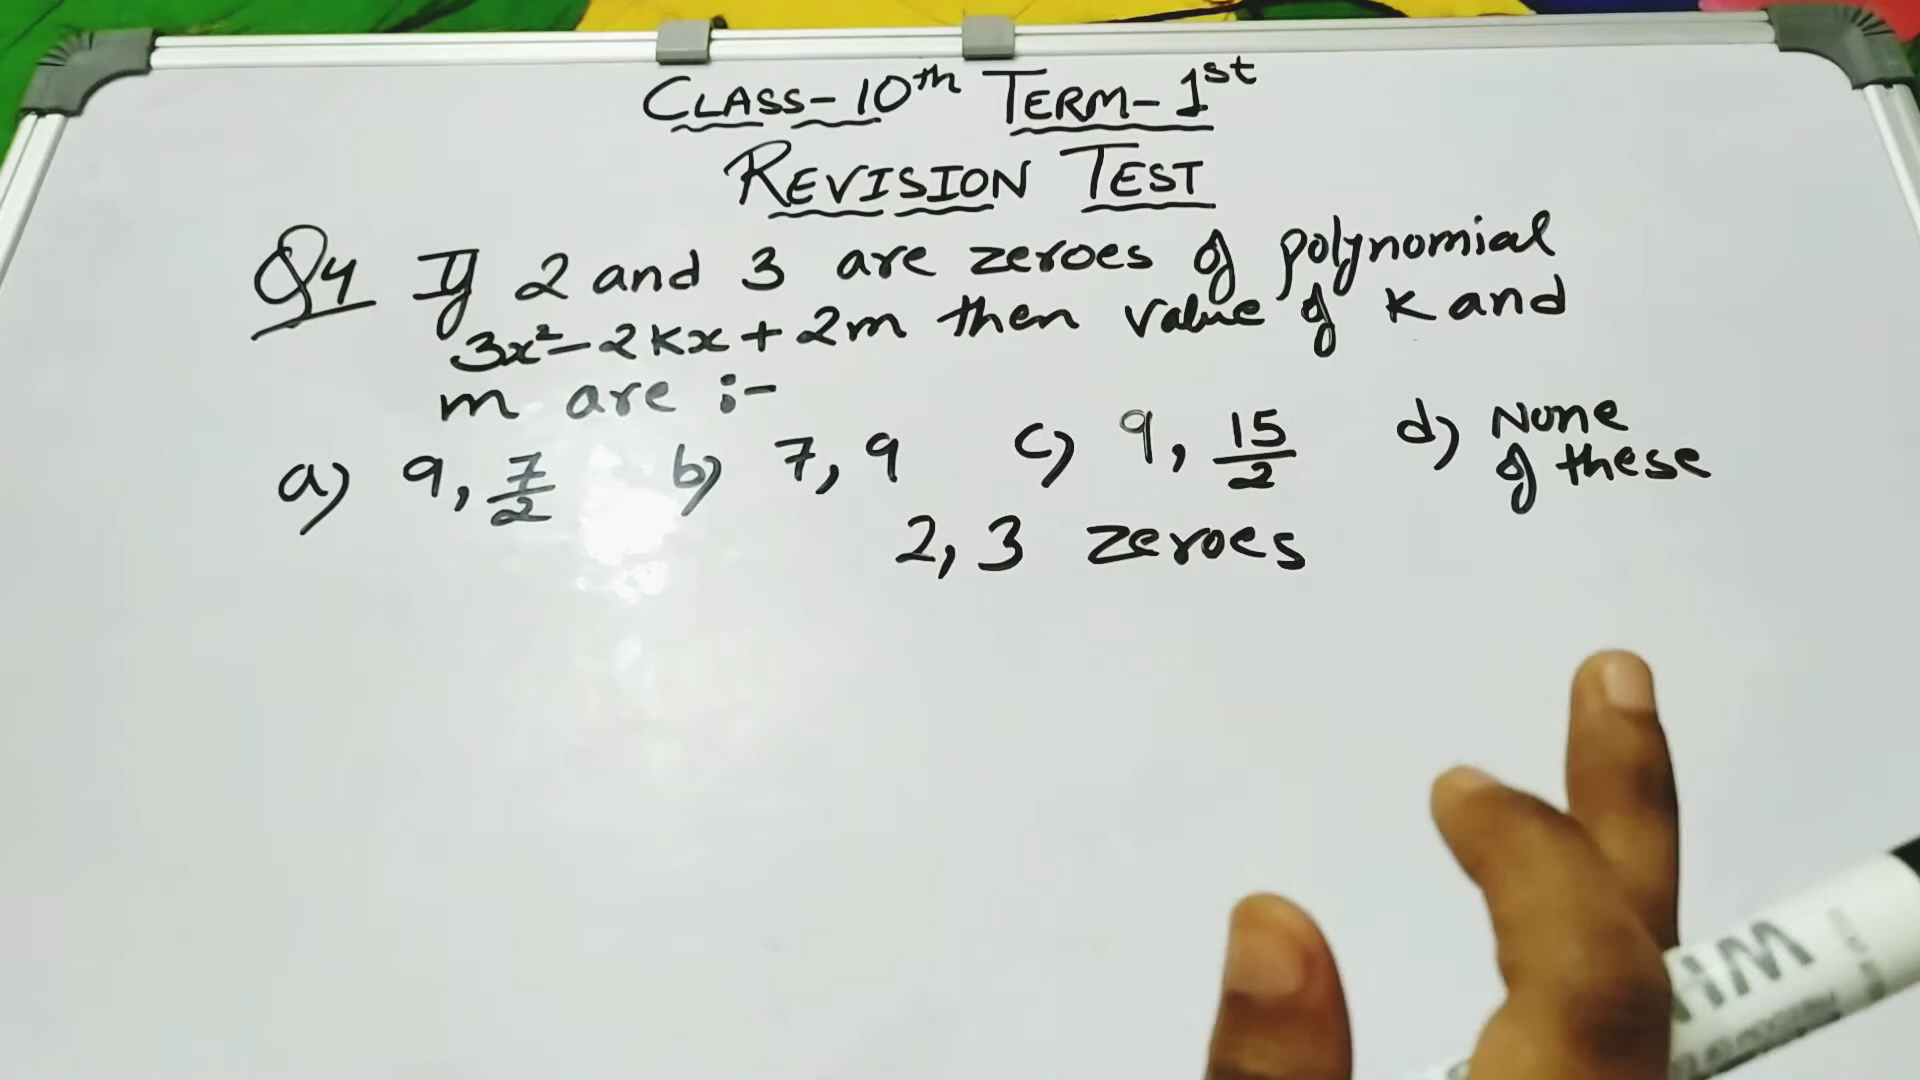 CLASS-10th TERM-1st
REVISION TEST
Q4 If 2 and 3 are zeroes of polynomial
3x²-2kx+2m then value of k and
m are :-
a) 9, 7/2 b) 7, 9 c) 9, 15/2 d) None of these
2, 3 zeroes